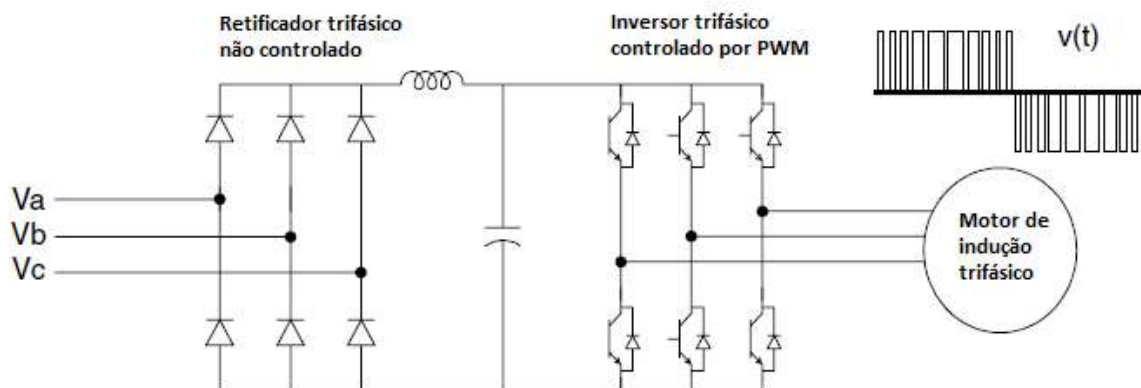 Retificador trifásico
não controlado
Inversor trifásico
controlado por PWM
v(t)
Va
Vb
Vc
Motor de
indução
trifásico